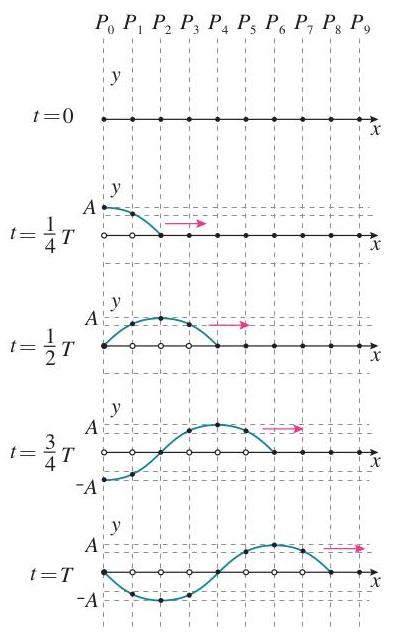 P₀ P₁ P₂ P₃ P₄ P₅ P₆ P₇ P₈ P₉
y
t=0
x
y
A
t= 1/4 T
x
y
A
t= 1/2 T
x
y
A
t= 3/4 T
x
-A
y
A
t=T
x
-A